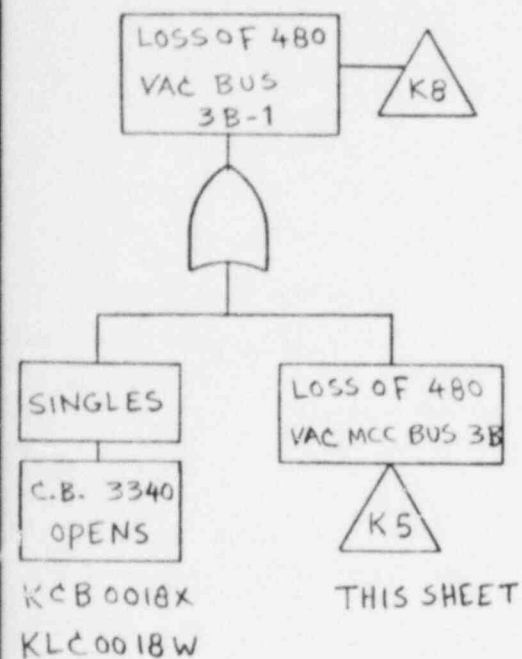 LOSS OF 480
VAC BUS
3B-1
K8
SINGLES
C.B. 3340
OPENS
KCB0018X
KLC0018W
LOSS OF 480
VAC MCC BUS 3B
K5
THIS SHEET